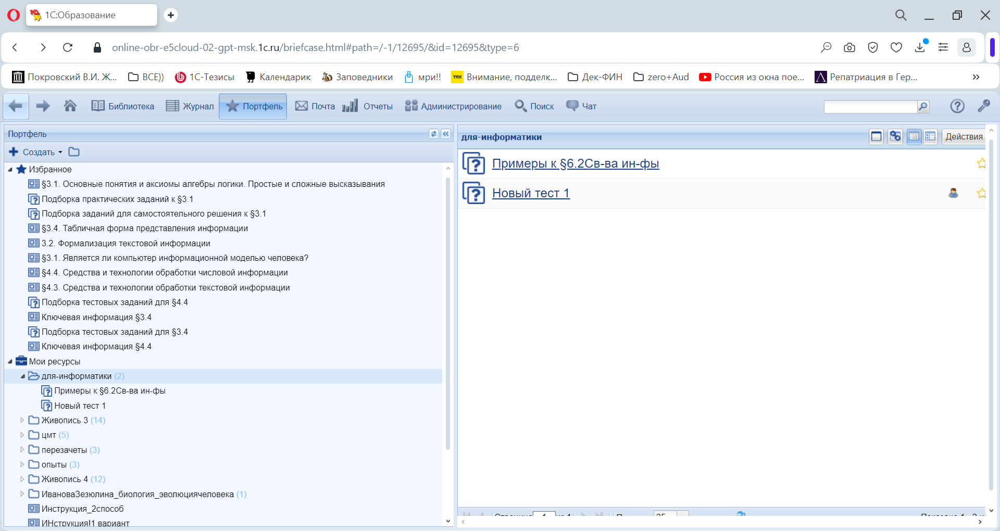 1С:Образование
online-obr-e5cloud-02-gpt-msk.1c.ru/briefcase.html#path=/-1/12695/&id=12695&type=6
Покровский В.И. Ж... ВСЕ)) 1С-Тезисы Календарик Заповедники мри!! TRX Внимание, подделк... Дек-ФИН zero+Aud Россия из окна пое... Репатриация в Гер...
Библиотека Журнал Портфель Почта Отчеты Администрирование Поиск Чат
Портфель
Создать
Избранное
§3.1. Основные понятия и аксиомы алгебры логики. Простые и сложные высказывания
Подборка практических заданий к §3.1
Подборка заданий для самостоятельного решения к §3.1
§3.4. Табличная форма представления информации
3.2. Формализация текстовой информации
§3.1. Является ли компьютер информационной моделью человека?
§4.4. Средства и технологии обработки числовой информации
§4.3. Средства и технологии обработки текстовой информации
Подборка тестовых заданий для §4.4
Ключевая информация §3.4
Подборка тестовых заданий для §3.4
Ключевая информация §4.4
Мои ресурсы
для-информатики (2)
Примеры к §6.2Св-ва ин-фы
Новый тест 1
Живопись 3 (14)
цмт (5)
перезачеты (3)
опыты (3)
Живопись 4 (12)
ИвановаЗезюлина_биология_эволюциячеловека (1)
Инструкция_2способ
ИНструкция!1 вариант
для-информатики
Действия
Примеры к §6.2Св-ва ин-фы
Новый тест 1